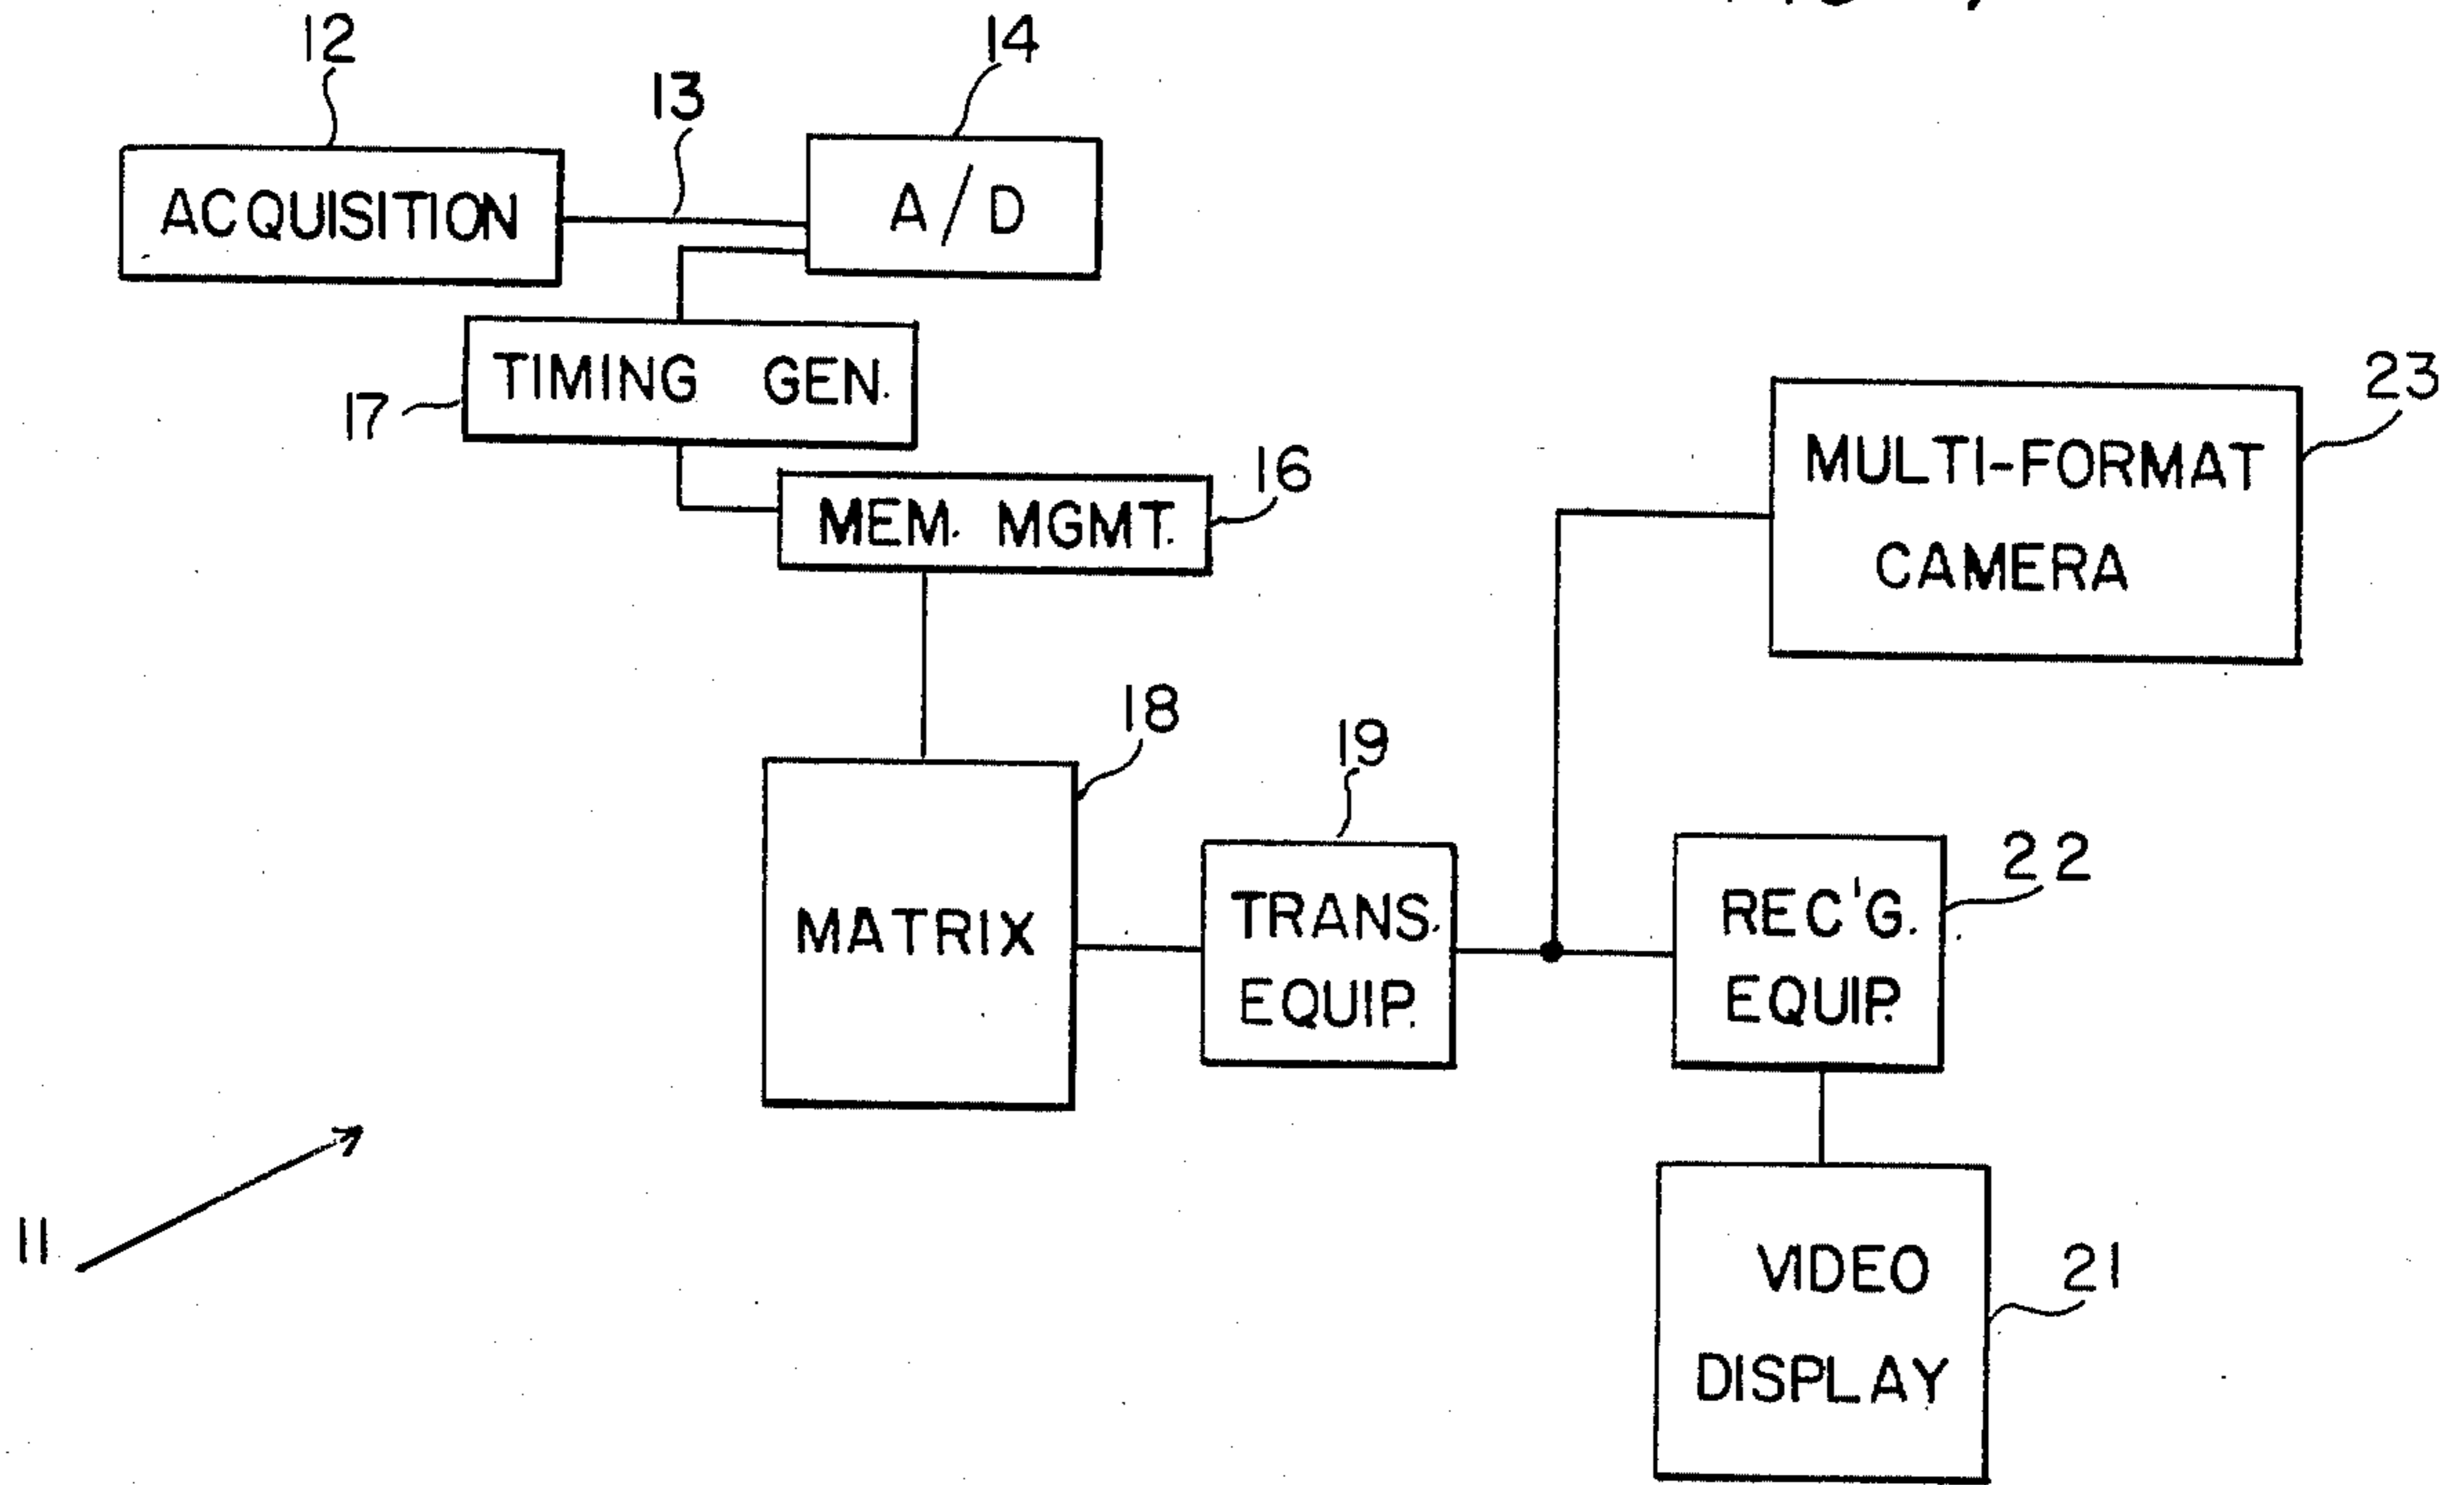 12
14
13
ACQUISITION
A/D
TIMING GEN.
17
23
MULTI-FORMAT
CAMERA
16
MEM. MGMT.
18
19
MATRIX
TRANS.
EQUIP.
22
REC'G.
EQUIP.
11
VIDEO
DISPLAY
21